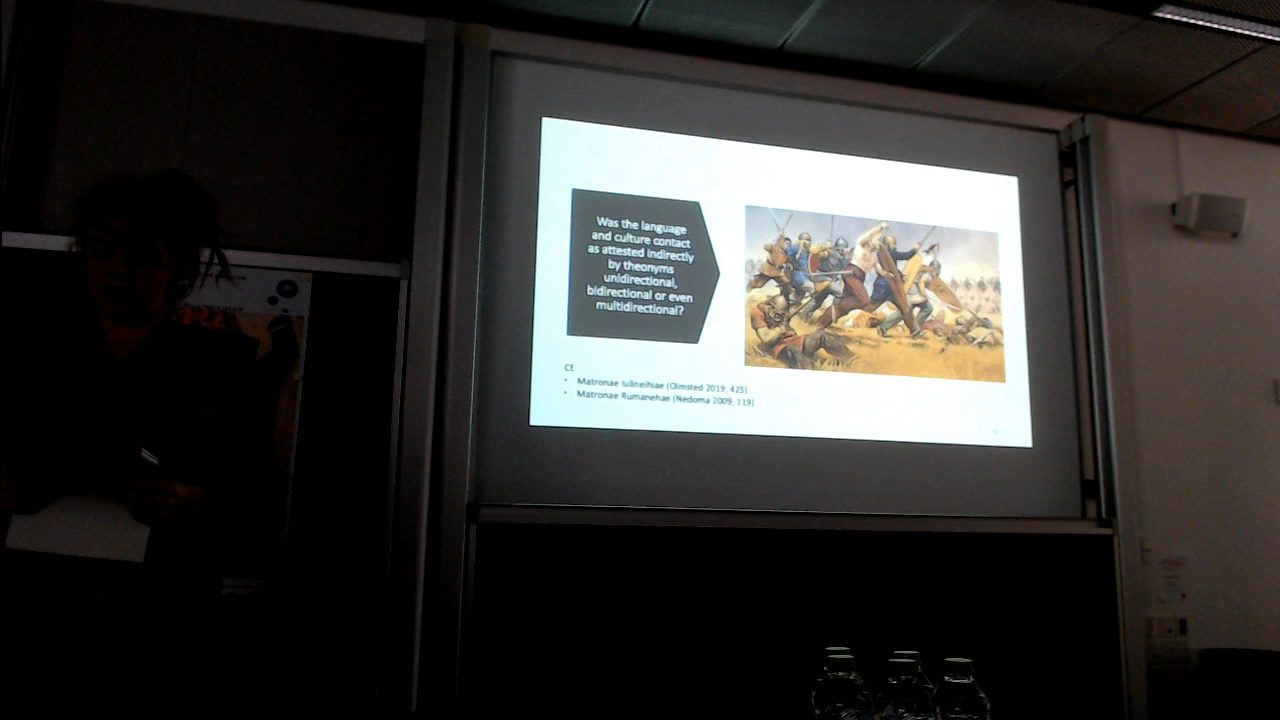 Was the language
and culture contact
as attested indirectly
by theonyms
unidirectional,
bidirectional or even
multidirectional?
Cf.
• Matronae Iulineihiae (Olmsted 2019, 425)
• Matronae Rumanehae (Nedoma 2009, 119)